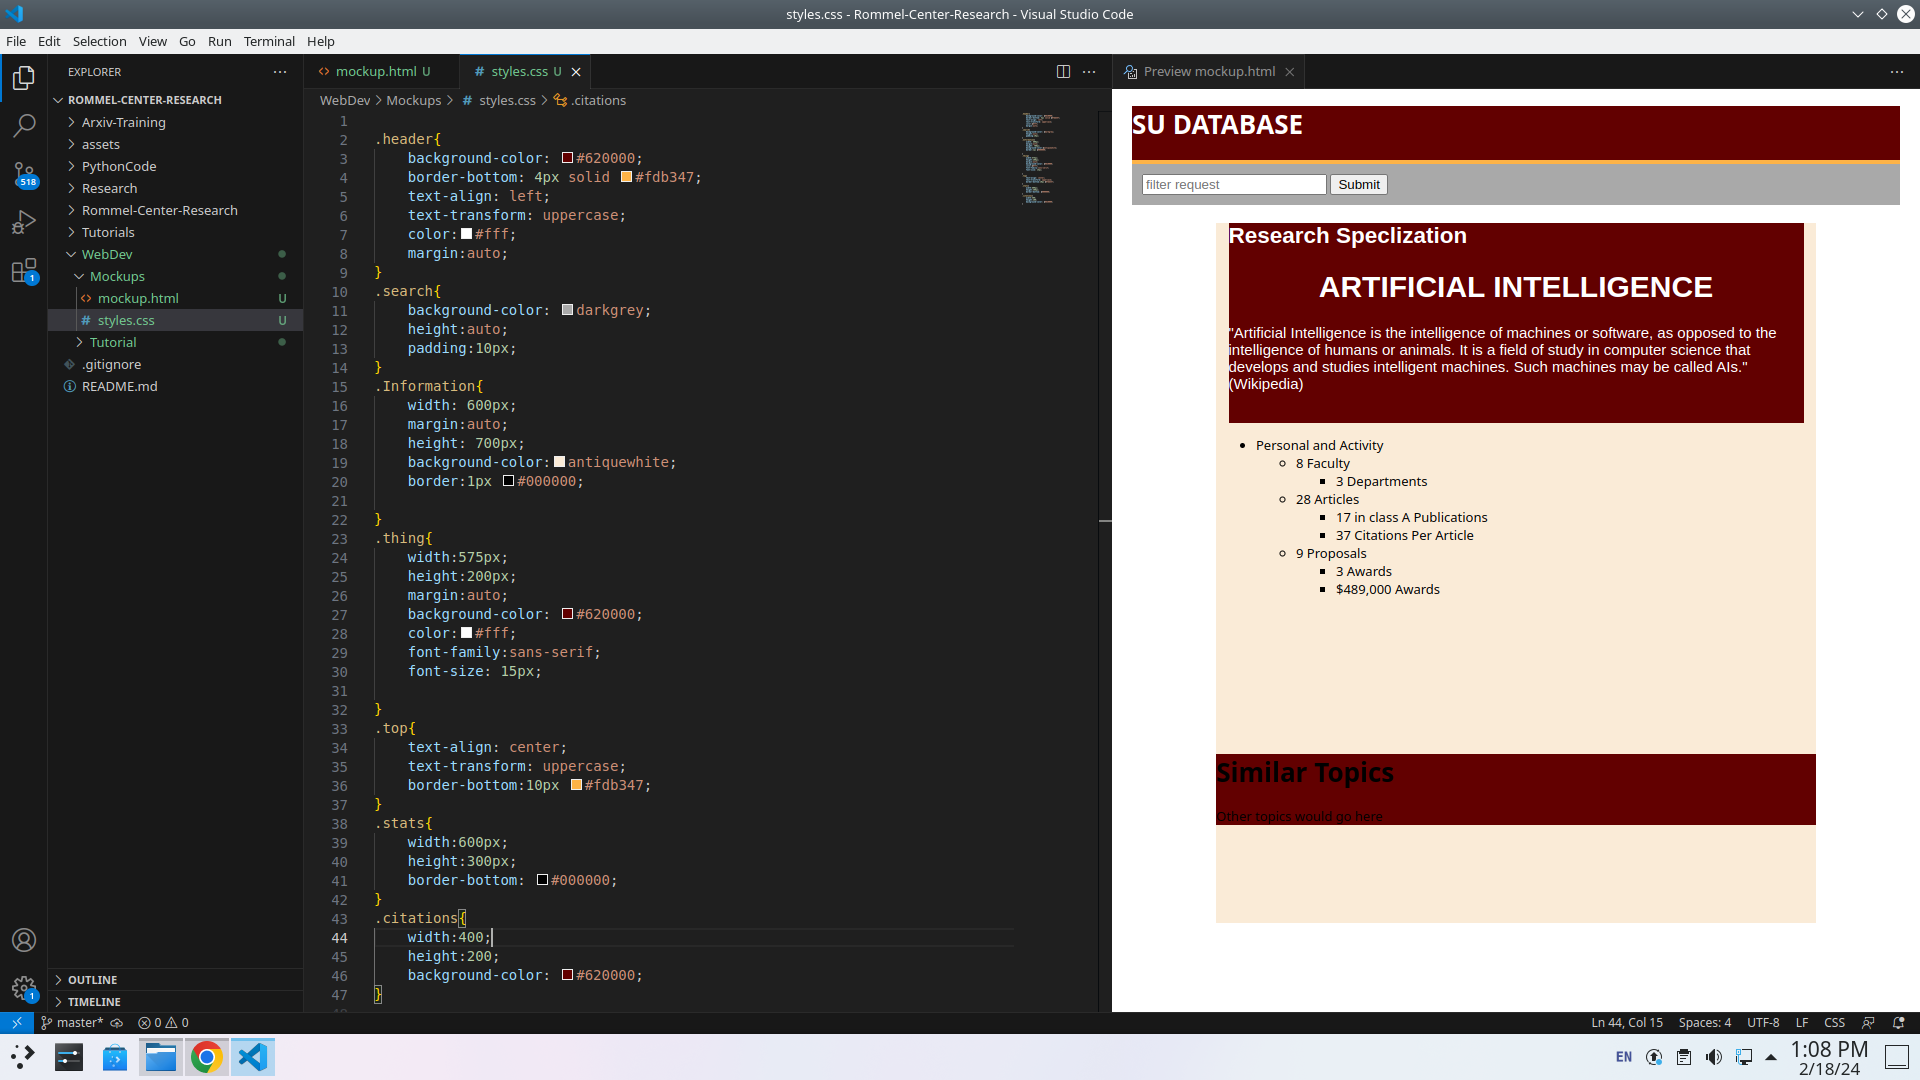 styles.css - Rommel-Center-Research - Visual Studio Code
File Edit Selection View Go Run Terminal Help
EXPLORER
ROMMEL-CENTER-RESEARCH
Arxiv-Training
assets
PythonCode
Research
Rommel-Center-Research
Tutorials
WebDev
Mockups
mockup.html U
styles.css U
Tutorial
.gitignore
README.md
518
1
1
OUTLINE
TIMELINE
mockup.html U
styles.css U
WebDev > Mockups > # styles.css > .citations
1
2 .header{
3 background-color: #620000;
4 border-bottom: 4px solid #fdb347;
5 text-align: left;
6 text-transform: uppercase;
7 color: #fff;
8 margin:auto;
9 }
10 .search{
11 background-color: darkgrey;
12 height:auto;
13 padding:10px;
14 }
15 .Information{
16 width: 600px;
17 margin:auto;
18 height: 700px;
19 background-color: antiquewhite;
20 border:1px #000000;
21
22 }
23 .thing{
24 width:575px;
25 height:200px;
26 margin:auto;
27 background-color: #620000;
28 color: #fff;
29 font-family:sans-serif;
30 font-size: 15px;
31
32 }
33 .top{
34 text-align: center;
35 text-transform: uppercase;
36 border-bottom:10px #fdb347;
37 }
38 .stats{
39 width:600px;
40 height:300px;
41 border-bottom: #000000;
42 }
43 .citations{
44 width:400;
45 height:200;
46 background-color: #620000;
47 }
Preview mockup.html
SU DATABASE
filter request Submit
Research Speclization
ARTIFICIAL INTELLIGENCE
"Artificial Intelligence is the intelligence of machines or software, as opposed to the
intelligence of humans or animals. It is a field of study in computer science that
develops and studies intelligent machines. Such machines may be called AIs."
(Wikipedia)
Personal and Activity
8 Faculty
3 Departments
28 Articles
17 in class A Publications
37 Citations Per Article
9 Proposals
3 Awards
$489,000 Awards
Similar Topics
Other topics would go here
master* 0 0
Ln 44, Col 15 Spaces: 4 UTF-8 LF CSS
EN
1:08 PM
2/18/24